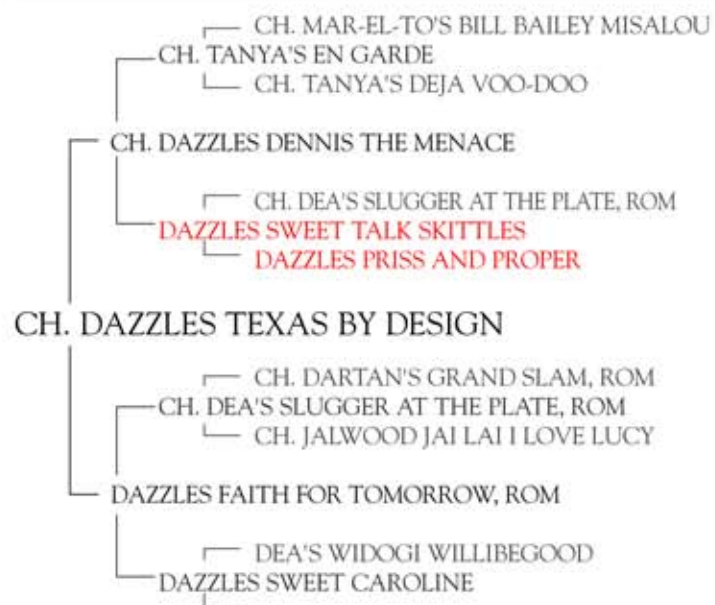 CH. MAR-EL-TO'S BILL BAILEY MISALOU
CH. TANYA'S EN GARDE
CH. TANYA'S DEJA VOO-DOO
CH. DAZZLES DENNIS THE MENACE
CH. DEA'S SLUGGER AT THE PLATE, ROM
DAZZLES SWEET TALK SKITTLES
DAZZLES PRISS AND PROPER
CH. DAZZLES TEXAS BY DESIGN
CH. DARTAN'S GRAND SLAM, ROM
CH. DEA'S SLUGGER AT THE PLATE, ROM
CH. JALWOOD JAI LAI I LOVE LUCY
DAZZLES FAITH FOR TOMORROW, ROM
DEA'S WIDOGI WILLIBEGOOD
DAZZLES SWEET CAROLINE